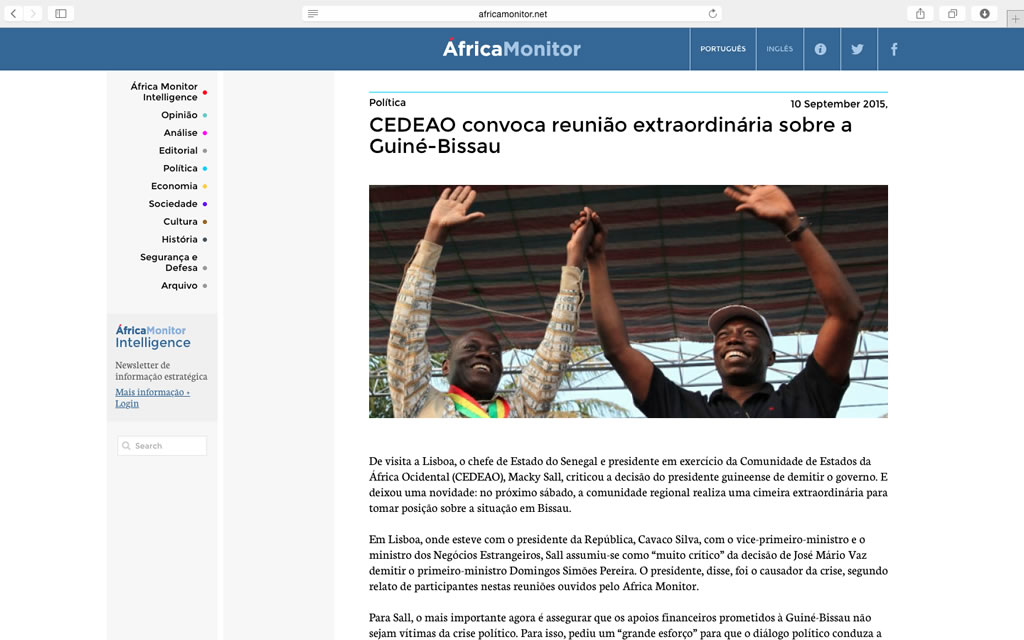 africamonitor.net
ÁfricaMonitor
PORTUGUÊS
INGLÊS
África Monitor
Intelligence
Opinião
Análise
Editorial
Política
Economia
Sociedade
Cultura
História
Segurança e
Defesa
Arquivo
ÁfricaMonitor
Intelligence
Newsletter de
informação estratégica
Mais informação •
Login
Search
Política
10 September 2015,
CEDEAO convoca reunião extraordinária sobre a
Guiné-Bissau
De visita a Lisboa, o chefe de Estado do Senegal e presidente em exercício da Comunidade de Estados da
África Ocidental (CEDEAO), Macky Sall, criticou a decisão do presidente guineense de demitir o governo. E
deixou uma novidade: no próximo sábado, a comunidade regional realiza uma cimeira extraordinária para
tomar posição sobre a situação em Bissau.
Em Lisboa, onde esteve com o presidente da República, Cavaco Silva, com o vice-primeiro-ministro e o
ministro dos Negócios Estrangeiros, Sall assumiu-se como “muito crítico” da decisão de José Mário Vaz
demitir o primeiro-ministro Domingos Simões Pereira. O presidente, disse, foi o causador da crise, segundo
relato de participantes nestas reuniões ouvidos pelo Africa Monitor.
Para Sall, o mais importante agora é assegurar que os apoios financeiros prometidos à Guiné-Bissau não
sejam vítimas da crise político. Para isso, pediu um “grande esforço” para que o diálogo político conduza a